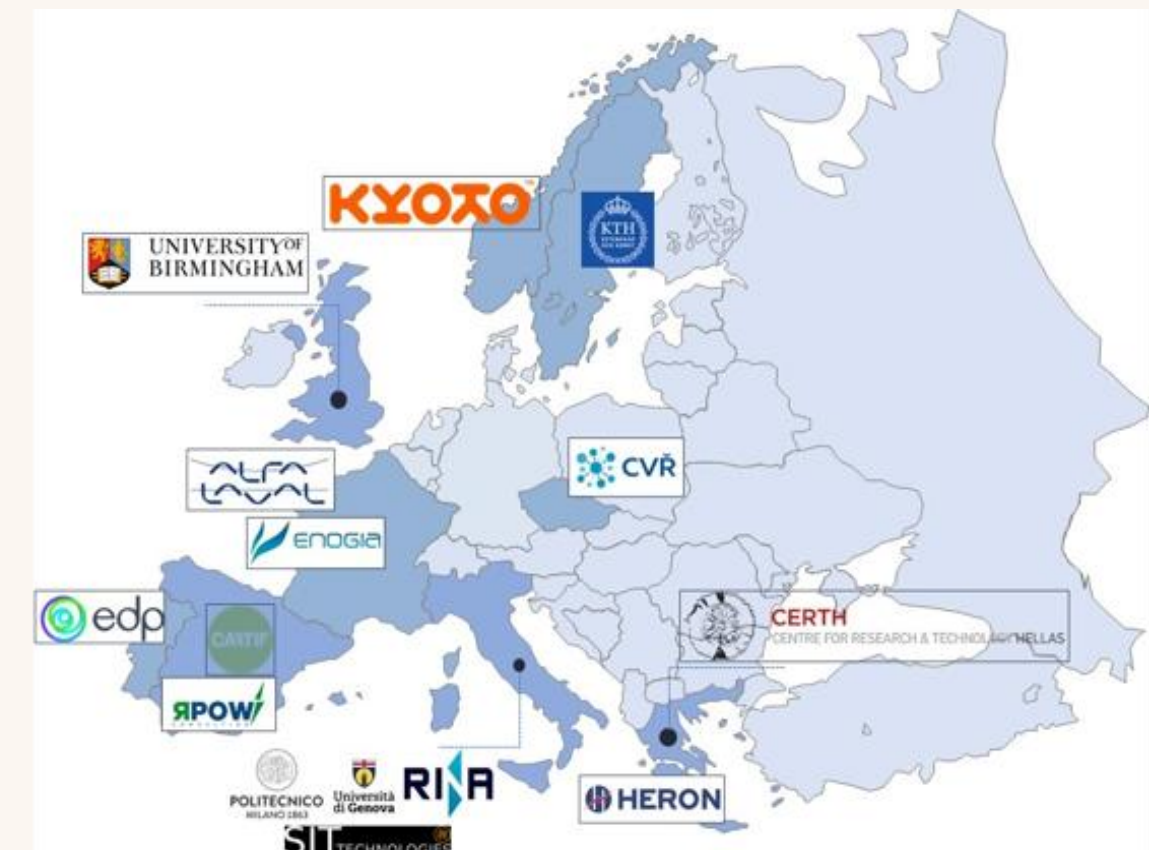 KYOTO
KTH
UNIVERSITY OF
BIRMINGHAM
ALFA
LAVAL
CVŘ
ENOGIA
edp
CARTIF
CERTH
CENTRE FOR RESEARCH & TECHNOLOGY HELLAS
RPOW
POLITECNICO
MILANO 1863
Università
di Genova
RINA
HERON
SIT TECHNOLOGIES